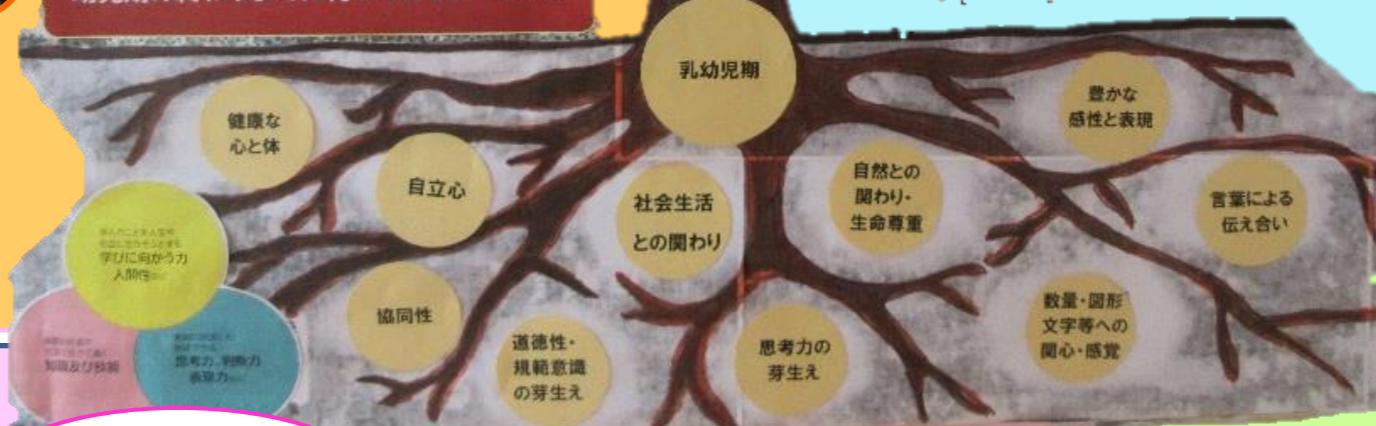 乳幼児期
健康な
心と体
自立心
社会生活
との関わり
自然との
関わり・
生命尊重
豊かな
感性と表現
言葉による
伝え合い
学びに向かう力
人間性
協同性
道徳性・
規範意識
の芽生え
思考力の
芽生え
数量・図形
文字等への
関心・感覚
知識及び技能
思考力、判断力
表現力